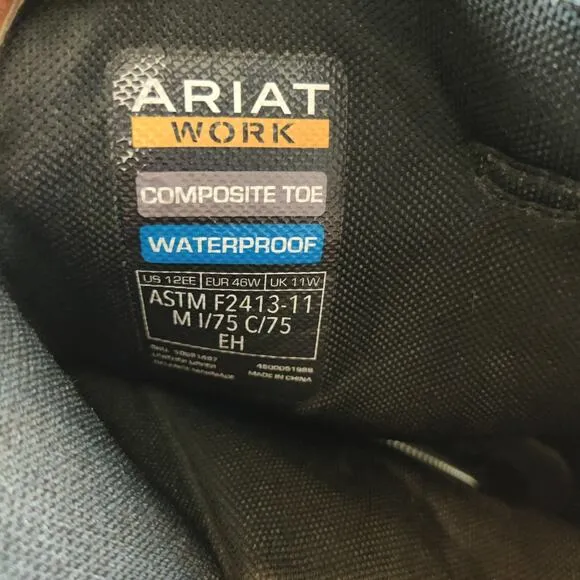 ARIAT
WORK
COMPOSITE TOE
WATERPROOF
US 12EE EUR 46W UK 11W
ASTM F2413-11
M I/75 C/75
EH
MADE IN CHINA